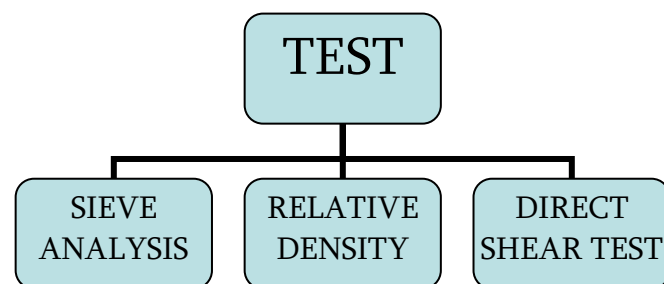 TEST
SIEVE
ANALYSIS
RELATIVE
DENSITY
DIRECT
SHEAR TEST